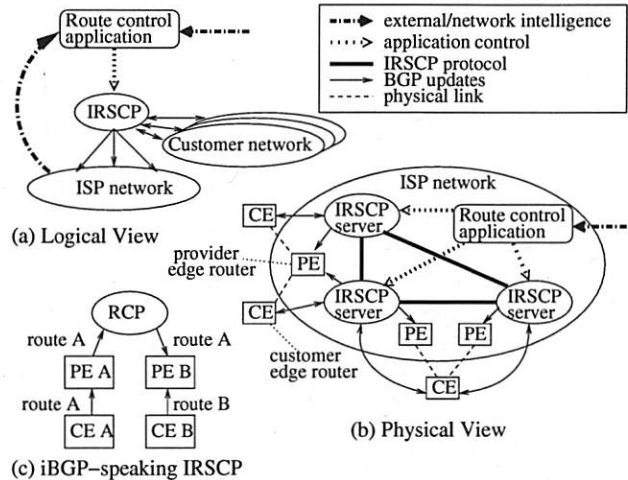 Route control
application
IRSCP
Customer network
ISP network
(a) Logical View
external/network intelligence
application control
IRSCP protocol
BGP updates
physical link
ISP network
CE
IRSCP
server
Route control
application
provider
edge router
PE
CE
IRSCP
server
IRSCP
server
customer
edge router
PE
PE
CE
(b) Physical View
RCP
route A
route A
PE A
PE B
route A
route B
CE A
CE B
(c) iBGP-speaking IRSCP